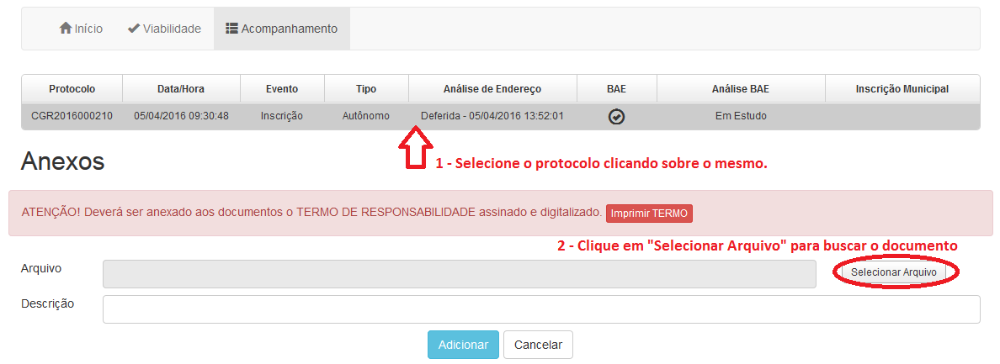 Início Viabilidade Acompanhamento
Protocolo Data/Hora Evento Tipo Análise de Endereço BAE Análise BAE Inscrição Municipal
CGR2016000210 05/04/2016 09:30:48 Inscrição Autônomo Deferida - 05/04/2016 13:52:01 Em Estudo
1 - Selecione o protocolo clicando sobre o mesmo.
Anexos
ATENÇÃO! Deverá ser anexado aos documentos o TERMO DE RESPONSABILIDADE assinado e digitalizado. Imprimir TERMO
2 - Clique em "Selecionar Arquivo" para buscar o documento
Arquivo Selecionar Arquivo
Descrição
Adicionar Cancelar